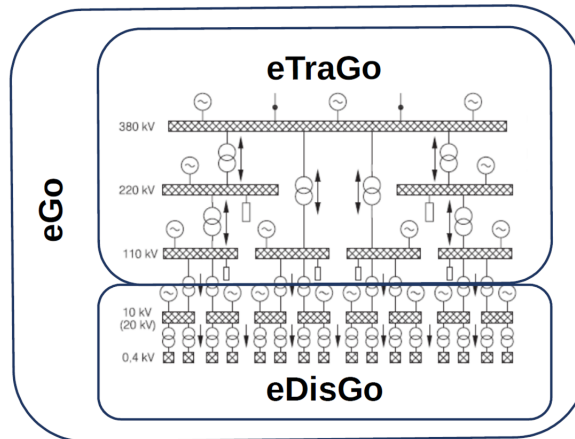 eTraGo
380 kV
220 kV
eGo
110 kV
10 kV
(20 kV)
0,4 kV
eDisGo